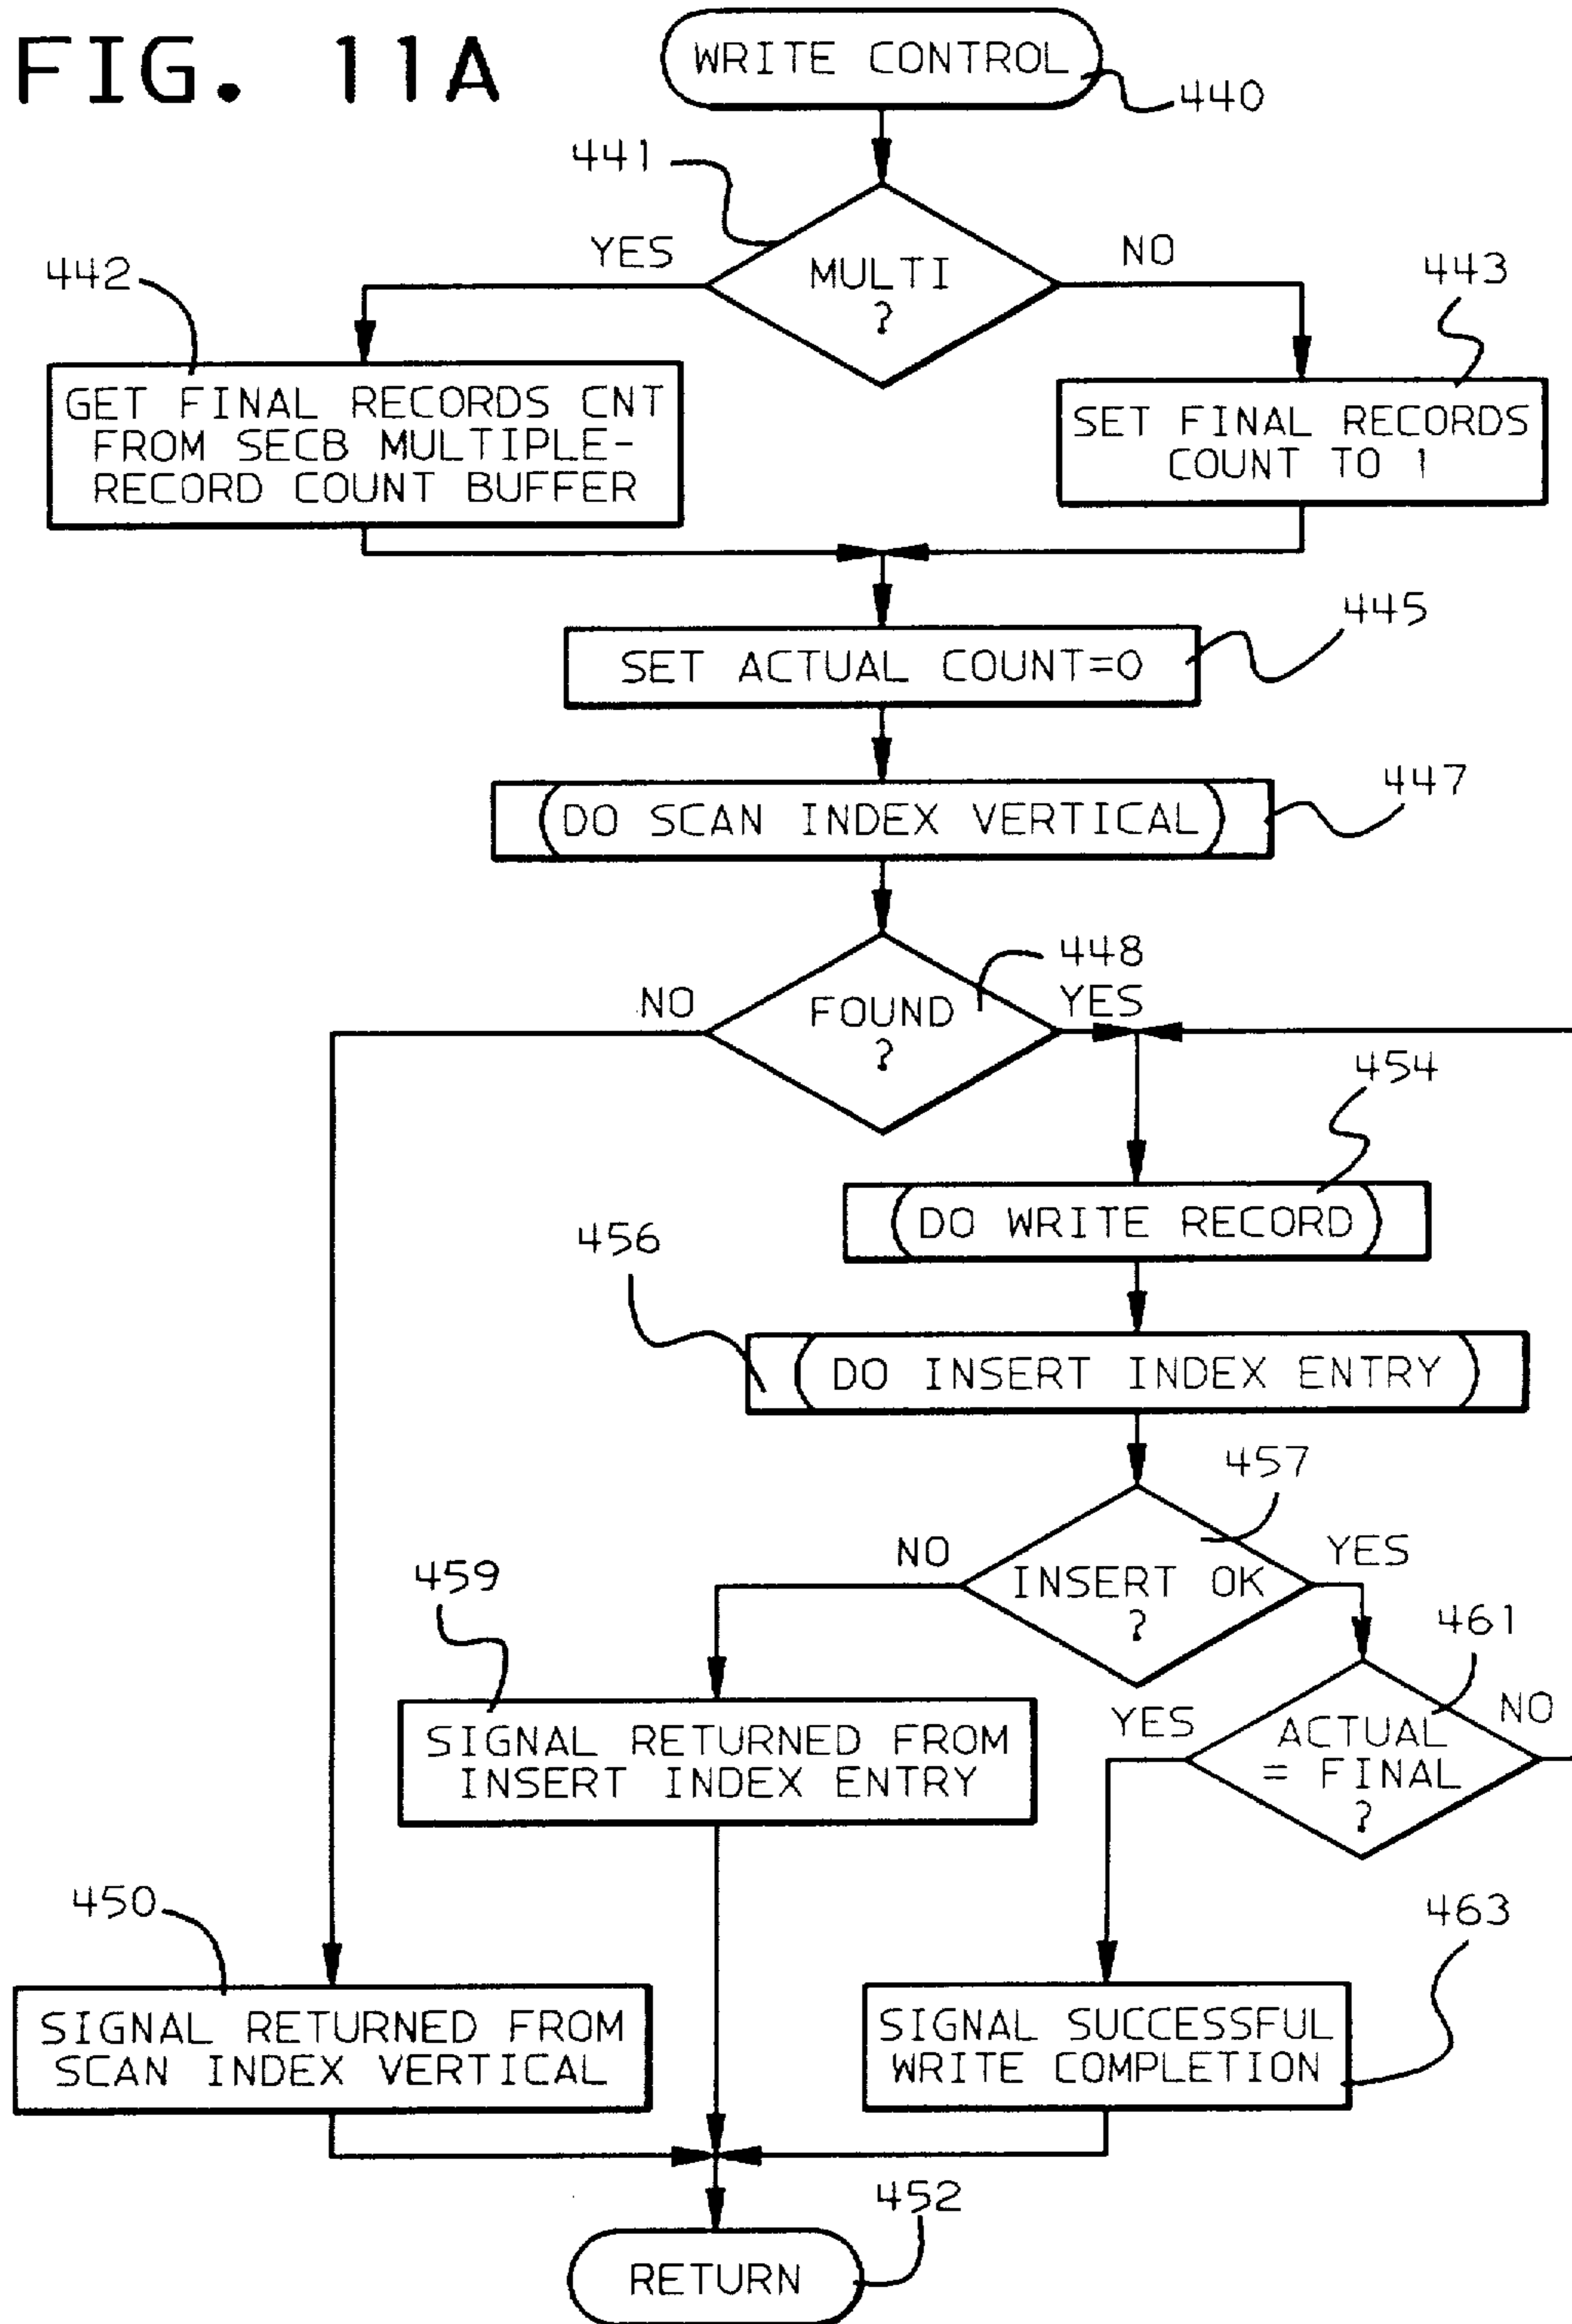 FIG. 11A
WRITE CONTROL
440
441
YES
MULTI
?
NO
442
443
GET FINAL RECORDS CNT
FROM SECB MULTIPLE-
RECORD COUNT BUFFER
SET FINAL RECORDS
COUNT TO 1
445
SET ACTUAL COUNT=0
447
DO SCAN INDEX VERTICAL
448
NO
FOUND
?
YES
454
DO WRITE RECORD
456
DO INSERT INDEX ENTRY
457
NO
INSERT OK
?
YES
459
461
SIGNAL RETURNED FROM
INSERT INDEX ENTRY
YES
ACTUAL
= FINAL
?
NO
450
463
SIGNAL RETURNED FROM
SCAN INDEX VERTICAL
SIGNAL SUCCESSFUL
WRITE COMPLETION
452
RETURN